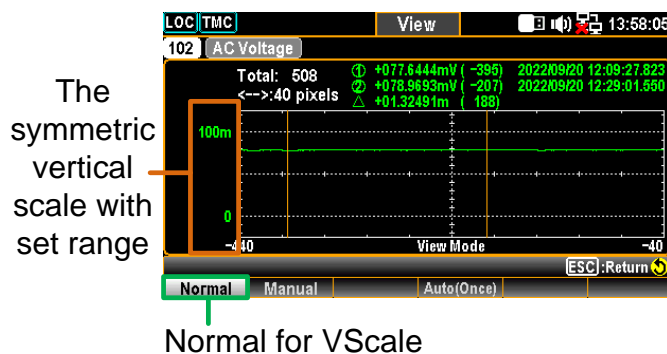 LOC TMC View 13:58:05
102 AC Voltage
Total: 508 ① +077.6444mV ( -395) 2022/09/20 12:09:27.823
<-->:40 pixels ② +078.9693mV ( -207) 2022/09/20 12:29:01.550
△ +01.32491m ( 188)
The
symmetric
vertical
scale with
set range
100m
0
-440 View Mode -40
ESC :Return
Normal Manual Auto(Once)
Normal for VScale